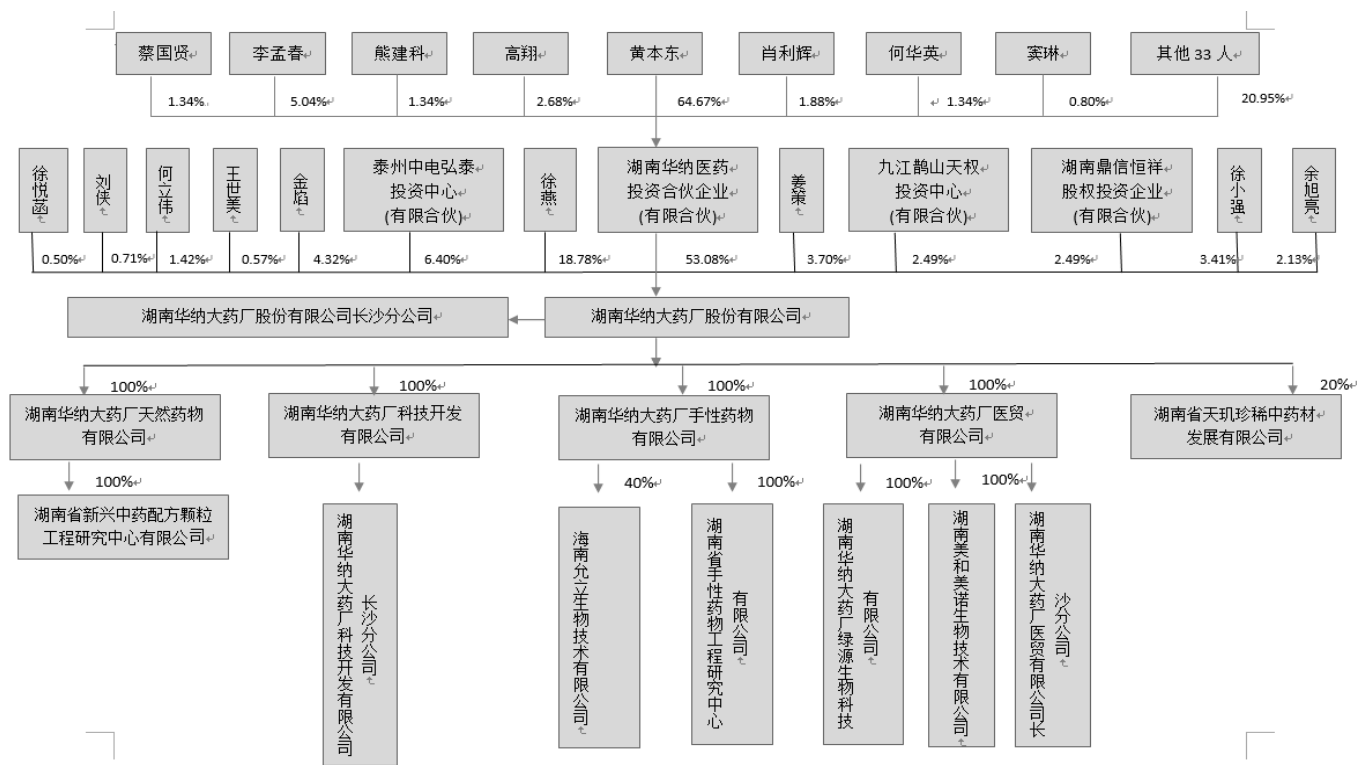 蔡国贤
李孟春
熊建科
高翔
黄本东
肖利辉
何华英
窦琳
其他 33 人
1.34%
5.04%
1.34%
2.68%
64.67%
1.88%
1.34%
0.80%
20.95%
徐悦菡
刘侠
何立伟
王世美
金焰
泰州中电弘泰
投资中心
(有限合伙)
徐燕
湖南华纳医药
投资合伙企业
(有限合伙)
姜策
九江鹊山天权
投资中心
(有限合伙)
湖南鼎信恒祥
股权投资企业
(有限合伙)
徐小强
余旭亮
0.50%
0.71%
1.42%
0.57%
4.32%
6.40%
18.78%
53.08%
3.70%
2.49%
2.49%
3.41%
2.13%
湖南华纳大药厂股份有限公司长沙分公司
湖南华纳大药厂股份有限公司
100%
100%
100%
100%
20%
湖南华纳大药厂天然药物
有限公司
湖南华纳大药厂科技开发
有限公司
湖南华纳大药厂手性药物
有限公司
湖南华纳大药厂医贸
有限公司
湖南省天玑珍稀中药材
发展有限公司
100%
40%
100%
100%
100%
湖南省新兴中药配方颗粒
工程研究中心有限公司
湖南华纳大药厂科技开发有限公司
长沙分公司
海南允立生物技术有限公司
湖南省手性药物工程研究中心
有限公司
湖南华纳大药厂绿源生物科技
有限公司
湖南美和美诺生物技术有限公司
湖南华纳大药厂医贸有限公司长
沙分公司